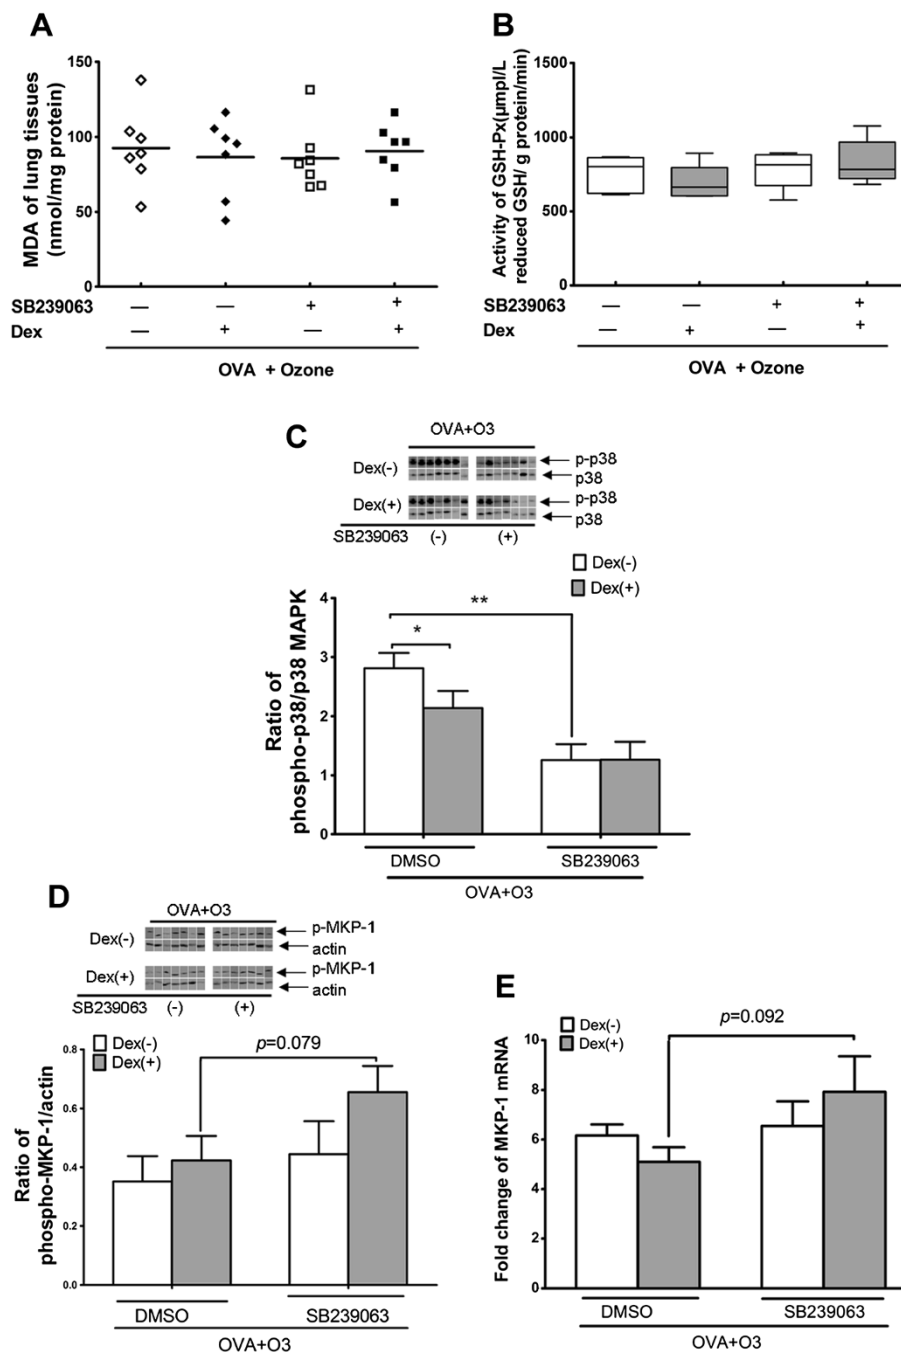 A
MDA of lung tissues
(nmol/mg protein)
150
100
50
0
SB239063 — — + +
Dex — + — +
OVA + Ozone
B
Activity of GSH-Px(µmpl/L
reduced GSH/ g protein/min)
1500
1000
500
0
— — + +
— + — +
OVA + Ozone
C
OVA+O3
Dex(-)
p-p38
p38
Dex(+)
p-p38
p38
SB239063 (-) (+)
Dex(-)
Dex(+)
Ratio of
phospho-p38/p38 MAPK
4
3
2
1
0
**
*
DMSO SB239063
OVA+O3
D
OVA+O3
Dex(-)
p-MKP-1
actin
Dex(+)
p-MKP-1
actin
SB239063 (-) (+)
Dex(-)
Dex(+)
Ratio of
phospho-MKP-1/actin
0.8
0.6
0.4
0.2
0.0
p=0.079
DMSO SB239063
OVA+O3
E
Dex(-)
Dex(+)
Fold change of MKP-1 mRNA
10
8
6
4
2
0
p=0.092
DMSO SB239063
OVA+O3